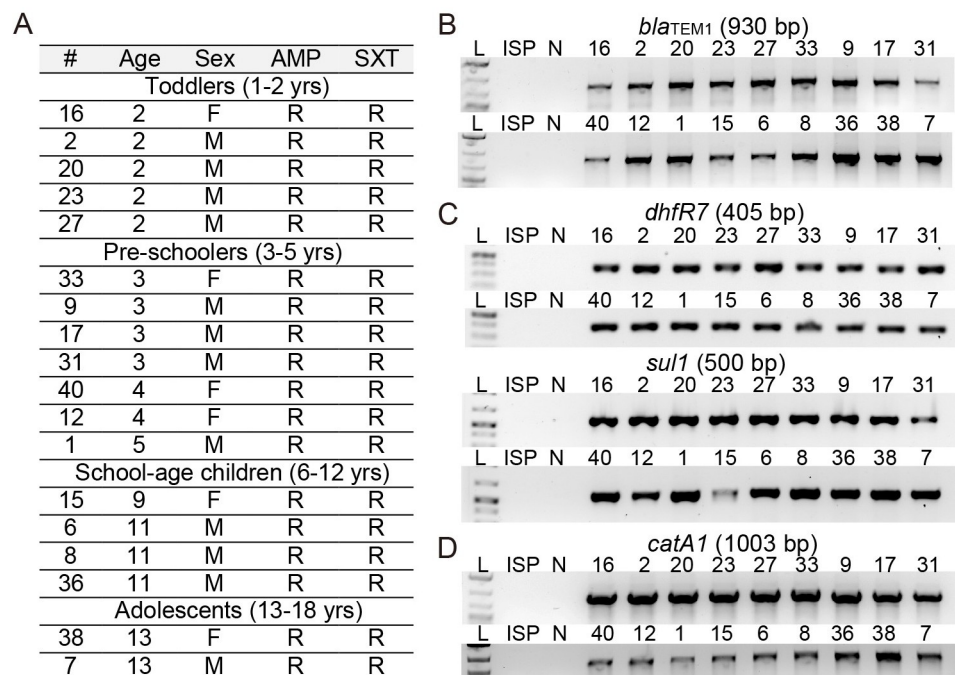 A
# Age Sex AMP SXT
Toddlers (1-2 yrs)
16 2 F R R
2 2 M R R
20 2 M R R
23 2 M R R
27 2 M R R
Pre-schoolers (3-5 yrs)
33 3 F R R
9 3 M R R
17 3 M R R
31 3 M R R
40 4 F R R
12 4 F R R
1 5 M R R
School-age children (6-12 yrs)
15 9 F R R
6 11 M R R
8 11 M R R
36 11 M R R
Adolescents (13-18 yrs)
38 13 F R R
7 13 M R R
B
blaTEM1 (930 bp)
L ISP N 16 2 20 23 27 33 9 17 31
L ISP N 40 12 1 15 6 8 36 38 7
C
dhfR7 (405 bp)
L ISP N 16 2 20 23 27 33 9 17 31
L ISP N 40 12 1 15 6 8 36 38 7
sul1 (500 bp)
L ISP N 16 2 20 23 27 33 9 17 31
L ISP N 40 12 1 15 6 8 36 38 7
D
catA1 (1003 bp)
L ISP N 16 2 20 23 27 33 9 17 31
L ISP N 40 12 1 15 6 8 36 38 7